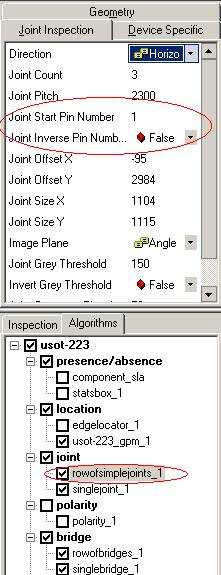 Geometry
Joint Inspection Device Specific
Direction Horizo
Joint Count 3
Joint Pitch 2300
Joint Start Pin Number 1
Joint Inverse Pin Numb... False
Joint Offset X -95
Joint Offset Y 2984
Joint Size X 1104
Joint Size Y 1115
Image Plane Angle
Joint Grey Threshold 150
Invert Grey Threshold False
Inspection Algorithms
usot-223
presence/absence
component_sla
statsbox_1
location
edgelocator_1
usot-223_gpm_1
joint
rowofsimplejoints_1
singlejoint_1
polarity
polarity_1
bridge
rowofbridges_1
singlebridge_1